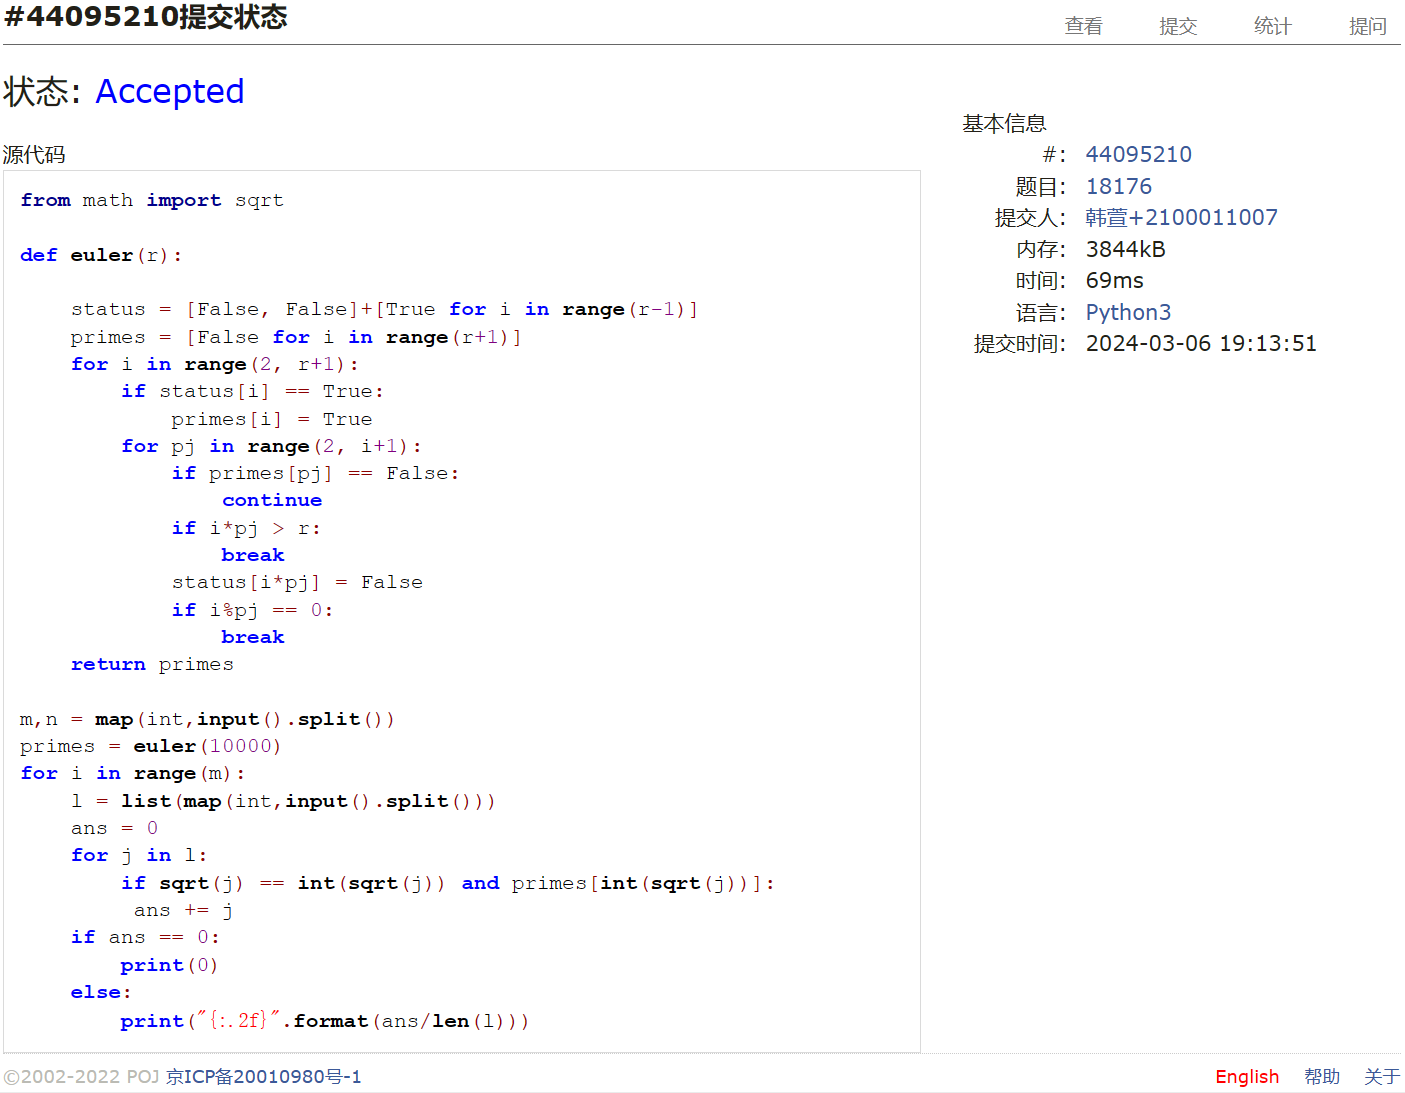 #44095210提交状态
查看 提交 统计 提问
状态: Accepted
源代码
from math import sqrt

def euler(r):

    status = [False, False]+[True for i in range(r-1)]
    primes = [False for i in range(r+1)]
    for i in range(2, r+1):
        if status[i] == True:
            primes[i] = True
        for pj in range(2, i+1):
            if primes[pj] == False:
                continue
            if i*pj > r:
                break
            status[i*pj] = False
            if i%pj == 0:
                break
    return primes

m,n = map(int,input().split())
primes = euler(10000)
for i in range(m):
    l = list(map(int,input().split()))
    ans = 0
    for j in l:
        if sqrt(j) == int(sqrt(j)) and primes[int(sqrt(j))]:
         ans += j
    if ans == 0:
        print(0)
    else:
        print("{:.2f}".format(ans/len(l)))
基本信息
#: 44095210
题目: 18176
提交人: 韩萱+2100011007
内存: 3844kB
时间: 69ms
语言: Python3
提交时间: 2024-03-06 19:13:51
©2002-2022 POJ 京ICP备20010980号-1
English 帮助 关于